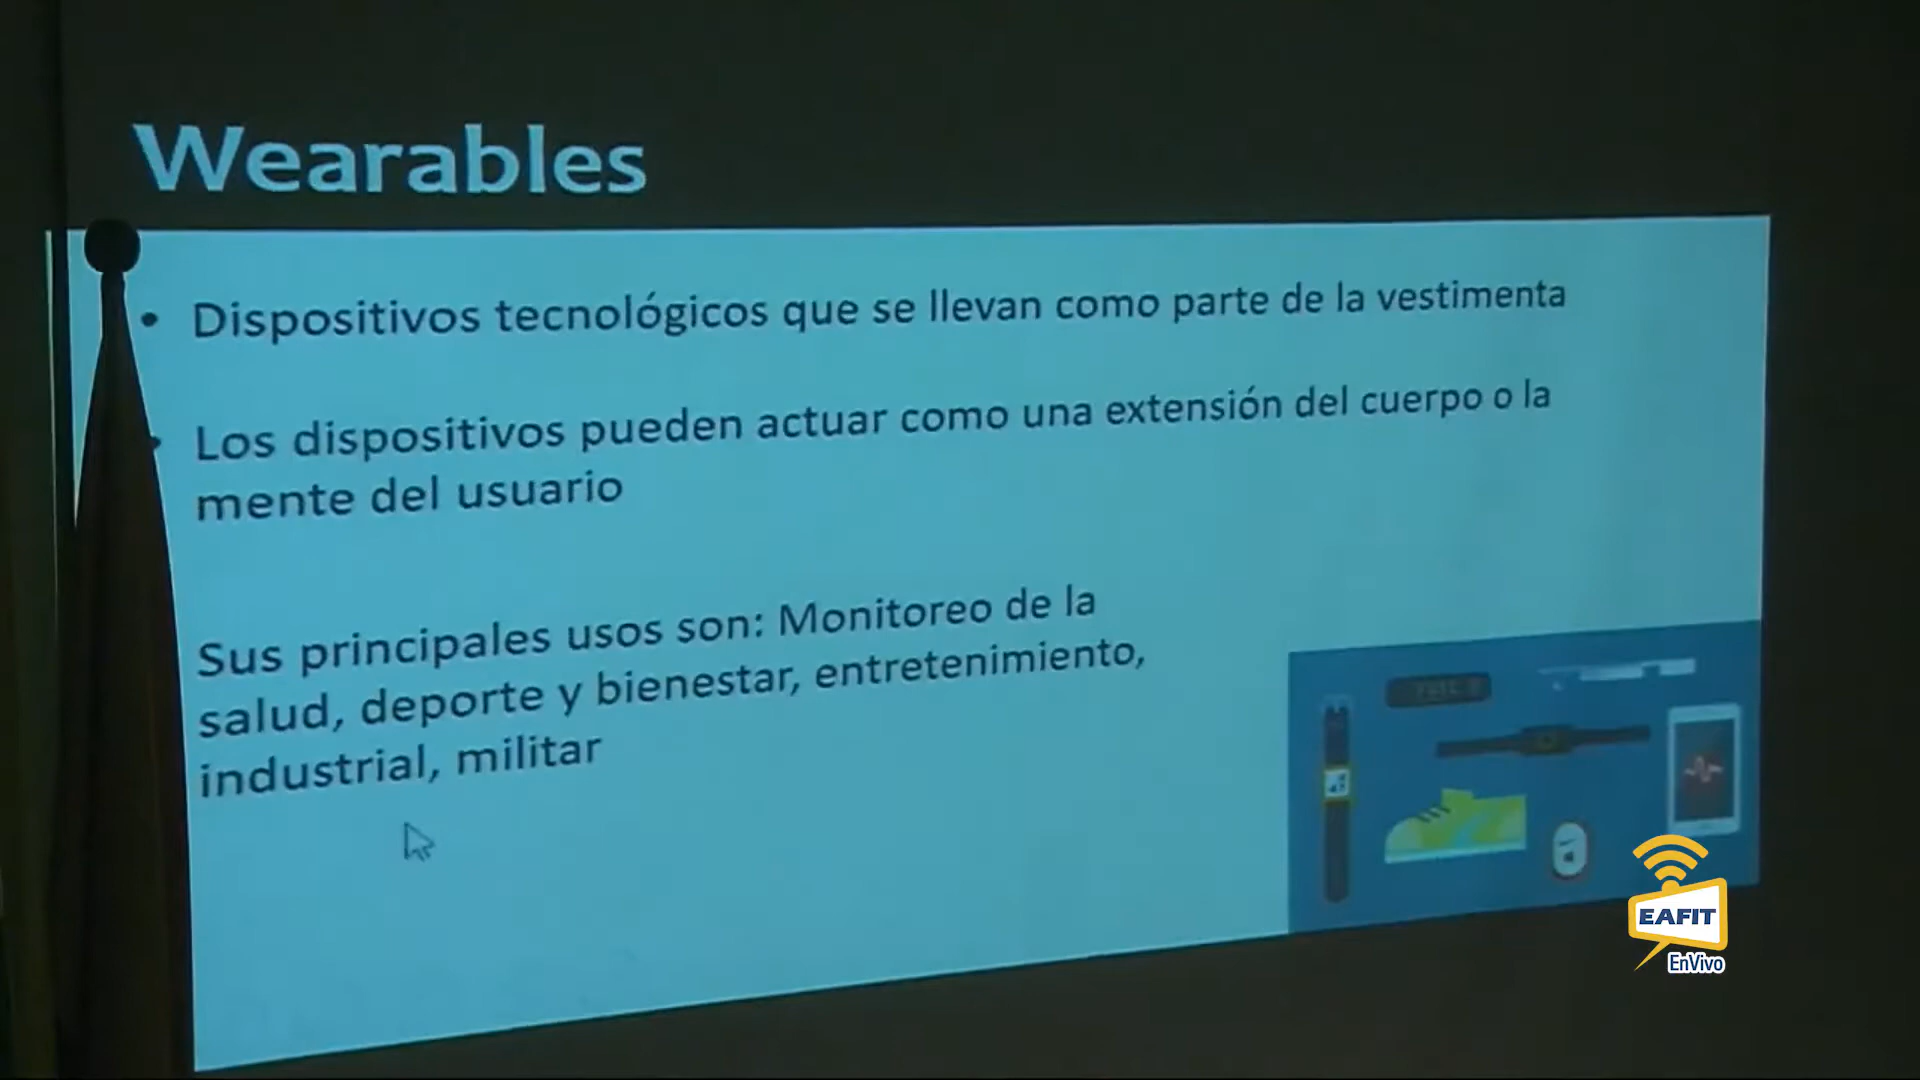 Wearables
• Dispositivos tecnológicos que se llevan como parte de la vestimenta
• Los dispositivos pueden actuar como una extensión del cuerpo o la
mente del usuario
Sus principales usos son: Monitoreo de la
salud, deporte y bienestar, entretenimiento,
industrial, militar
EAFIT
EnVivo